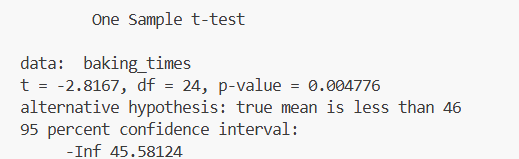 One Sample t-test
data:  baking_times
t = -2.8167, df = 24, p-value = 0.004776
alternative hypothesis: true mean is less than 46
95 percent confidence interval:
-Inf 45.58124